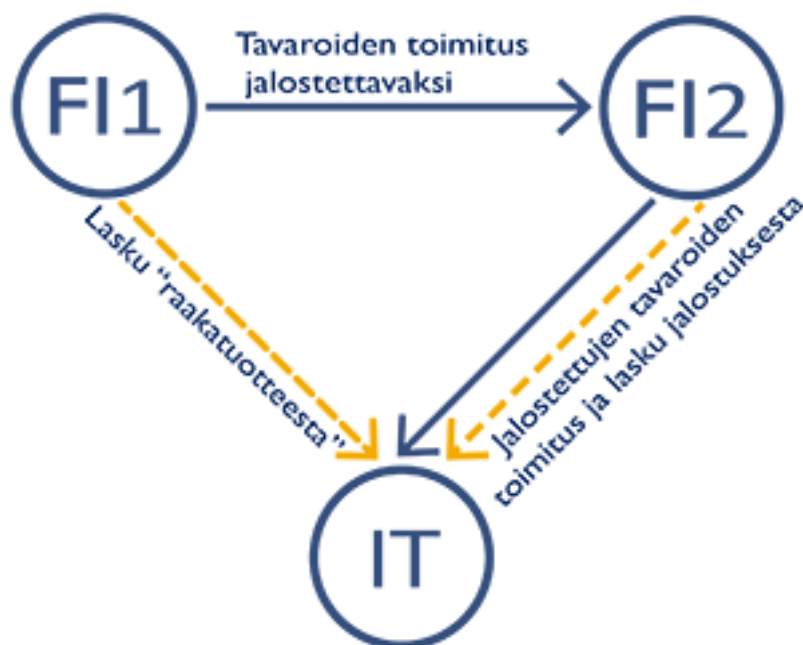 Tavaroiden toimitus
jalostettavaksi
FI1
FI2
Lasku “raakatuotteesta”
Jalostettujen tavaroiden
toimitus ja lasku jalostuksesta
IT